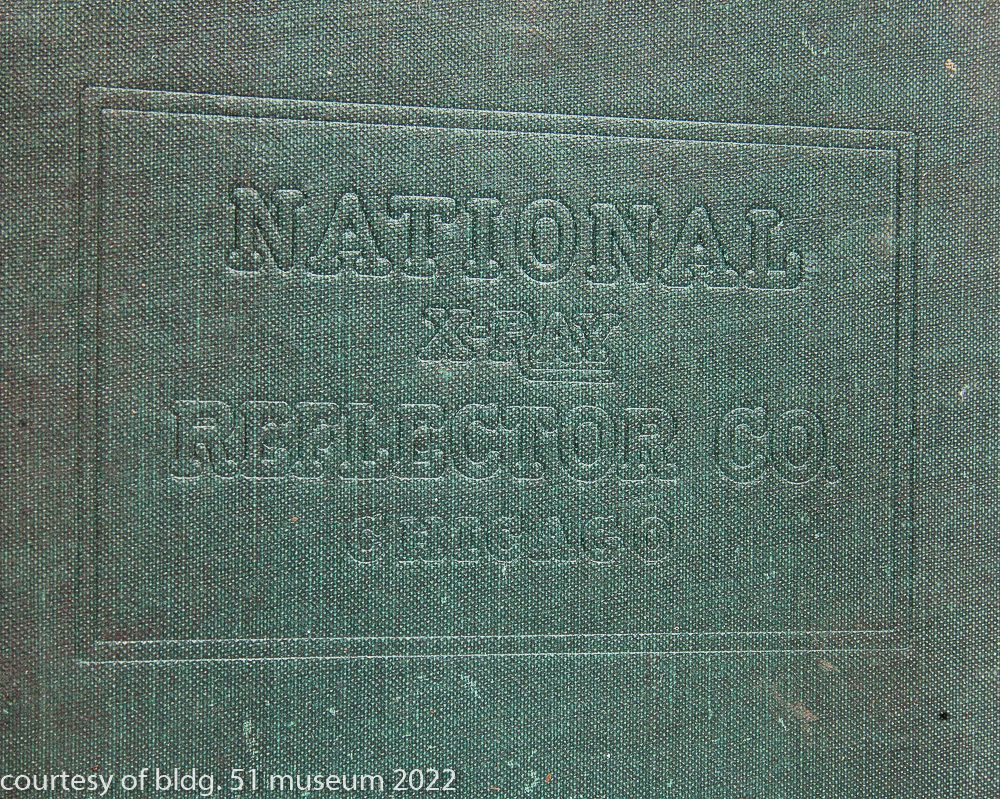 NATIONAL
X-RAY
REFLECTOR CO.
CHICAGO
courtesy of bldg. 51 museum 2022